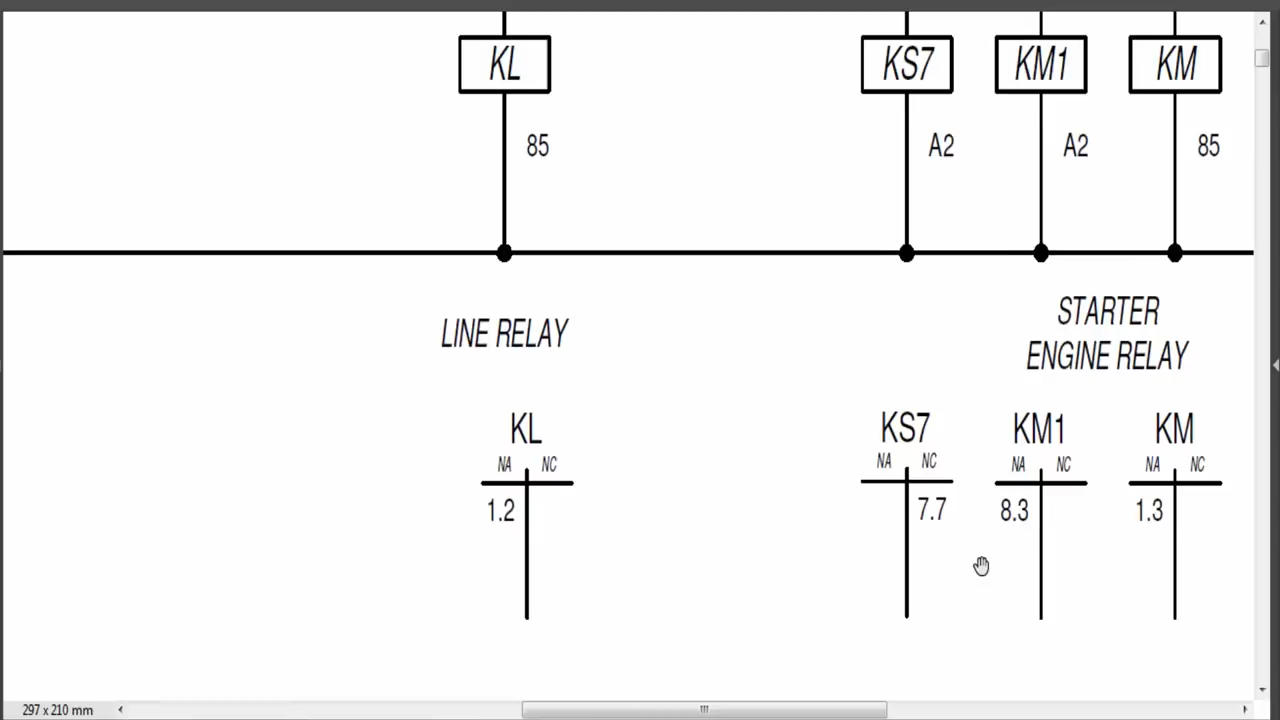 KL KS7 KM1 KM
85 A2 A2 85
LINE RELAY
STARTER
ENGINE RELAY
KL KS7 KM1 KM
NA NC NA NC NA NC NA NC
1.2 7.7 8.3 1.3
297 x 210 mm